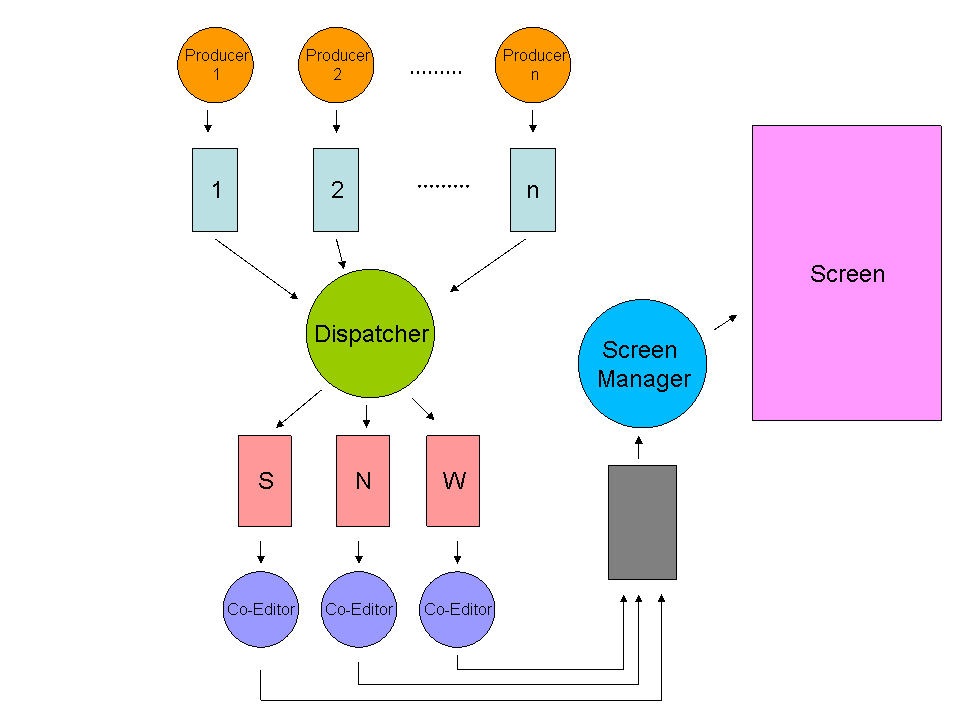 Producer
1
Producer
2
.........
Producer
n
1
2
.........
n
Dispatcher
Screen
Screen
Manager
S
N
W
Co-Editor
Co-Editor
Co-Editor